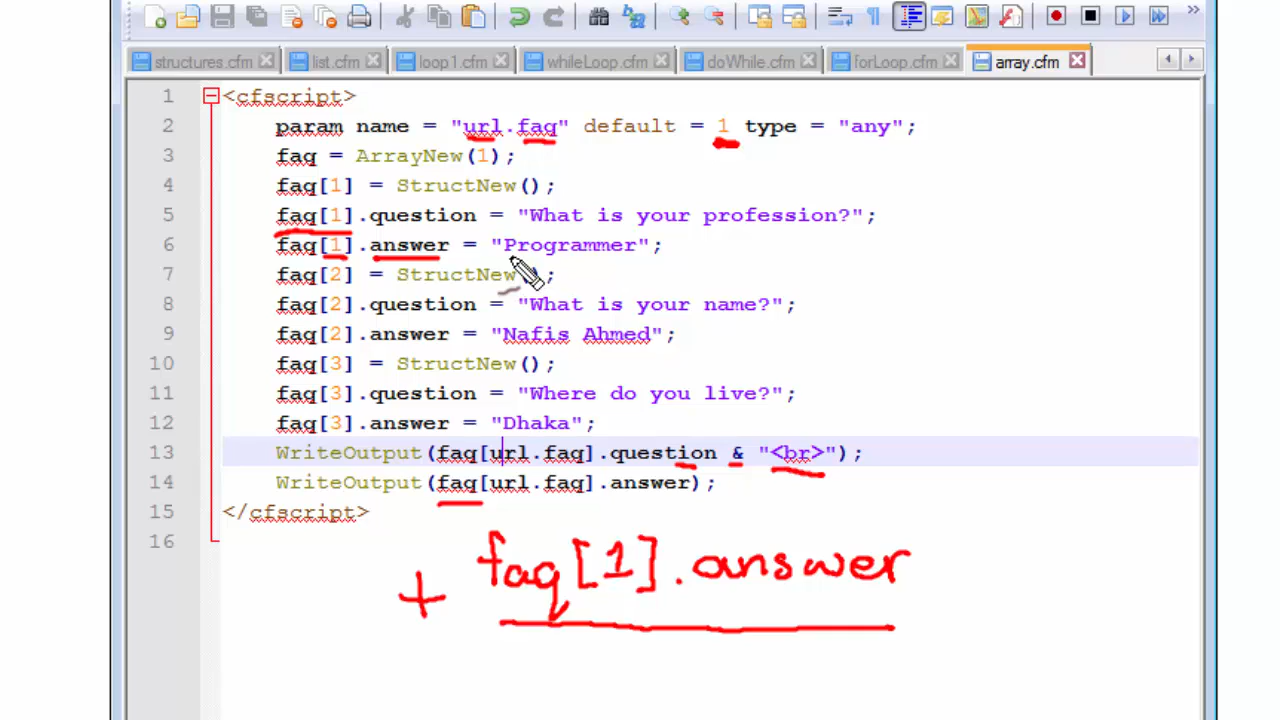 structures.cfm list.cfm loop1.cfm whileLoop.cfm doWhile.cfm forLoop.cfm array.cfm
1 <cfscript>
2 param name = "url.faq" default = 1 type = "any";
3 faq = ArrayNew(1);
4 faq[1] = StructNew();
5 faq[1].question = "What is your profession?";
6 faq[1].answer = "Programmer";
7 faq[2] = StructNew();
8 faq[2].question = "What is your name?";
9 faq[2].answer = "Nafis Ahmed";
10 faq[3] = StructNew();
11 faq[3].question = "Where do you live?";
12 faq[3].answer = "Dhaka";
13 WriteOutput(faq[url.faq].question & "<br>");
14 WriteOutput(faq[url.faq].answer);
15 </cfscript>
16
faq[1].answer
+